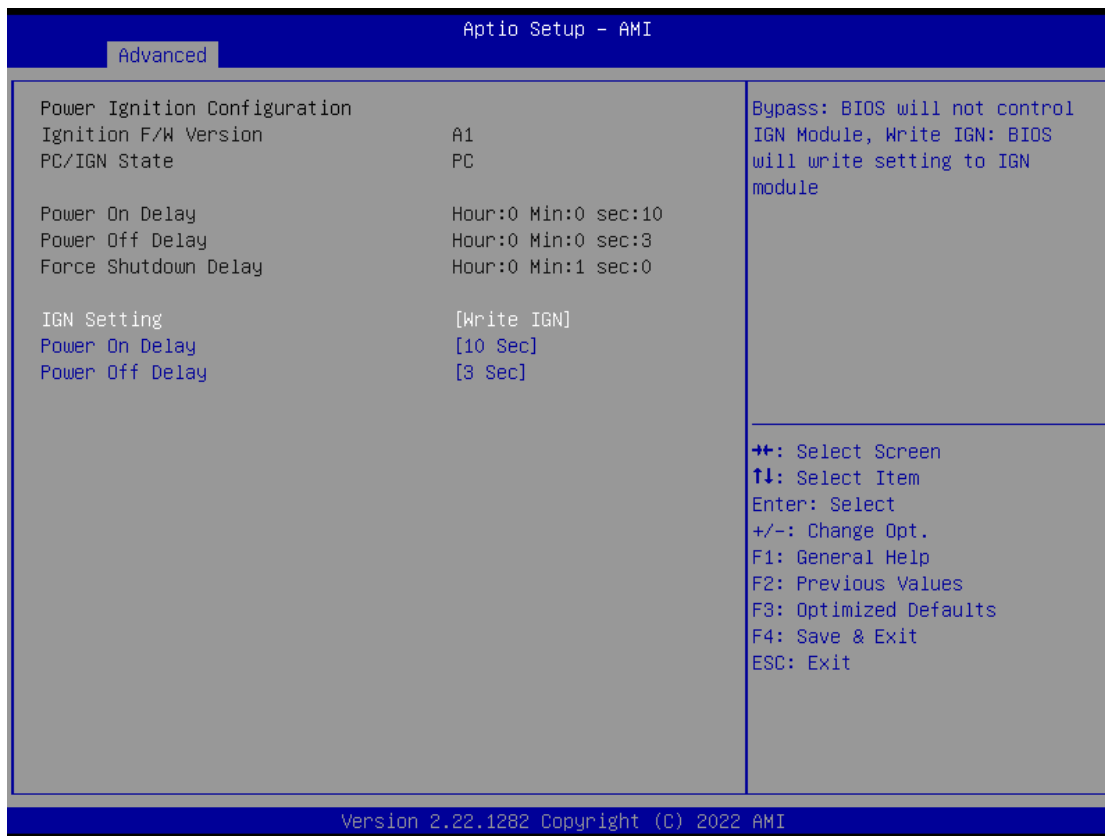 Aptio Setup – AMI
Advanced
Power Ignition Configuration
Ignition F/W Version A1
PC/IGN State PC
Power On Delay Hour:0 Min:0 sec:10
Power Off Delay Hour:0 Min:0 sec:3
Force Shutdown Delay Hour:0 Min:1 sec:0
IGN Setting [Write IGN]
Power On Delay [10 Sec]
Power Off Delay [3 Sec]
Bypass: BIOS will not control
IGN Module, Write IGN: BIOS
will write setting to IGN
module
→←: Select Screen
↑↓: Select Item
Enter: Select
+/-: Change Opt.
F1: General Help
F2: Previous Values
F3: Optimized Defaults
F4: Save & Exit
ESC: Exit
Version 2.22.1282 Copyright (C) 2022 AMI